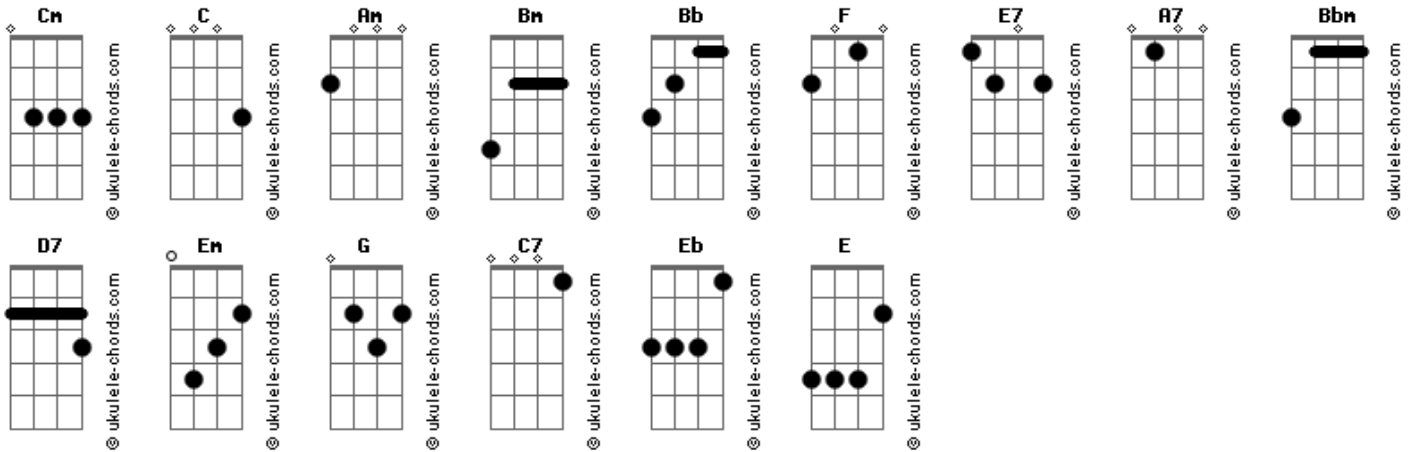 Cm C Am Bm Bb F E7 A7 Bbm
© ukulele-chords.com © ukulele-chords.com © ukulele-chords.com © ukulele-chords.com © ukulele-chords.com © ukulele-chords.com © ukulele-chords.com © ukulele-chords.com © ukulele-chords.com
D7 Em G C7 Eb E
© ukulele-chords.com © ukulele-chords.com © ukulele-chords.com © ukulele-chords.com © ukulele-chords.com © ukulele-chords.com